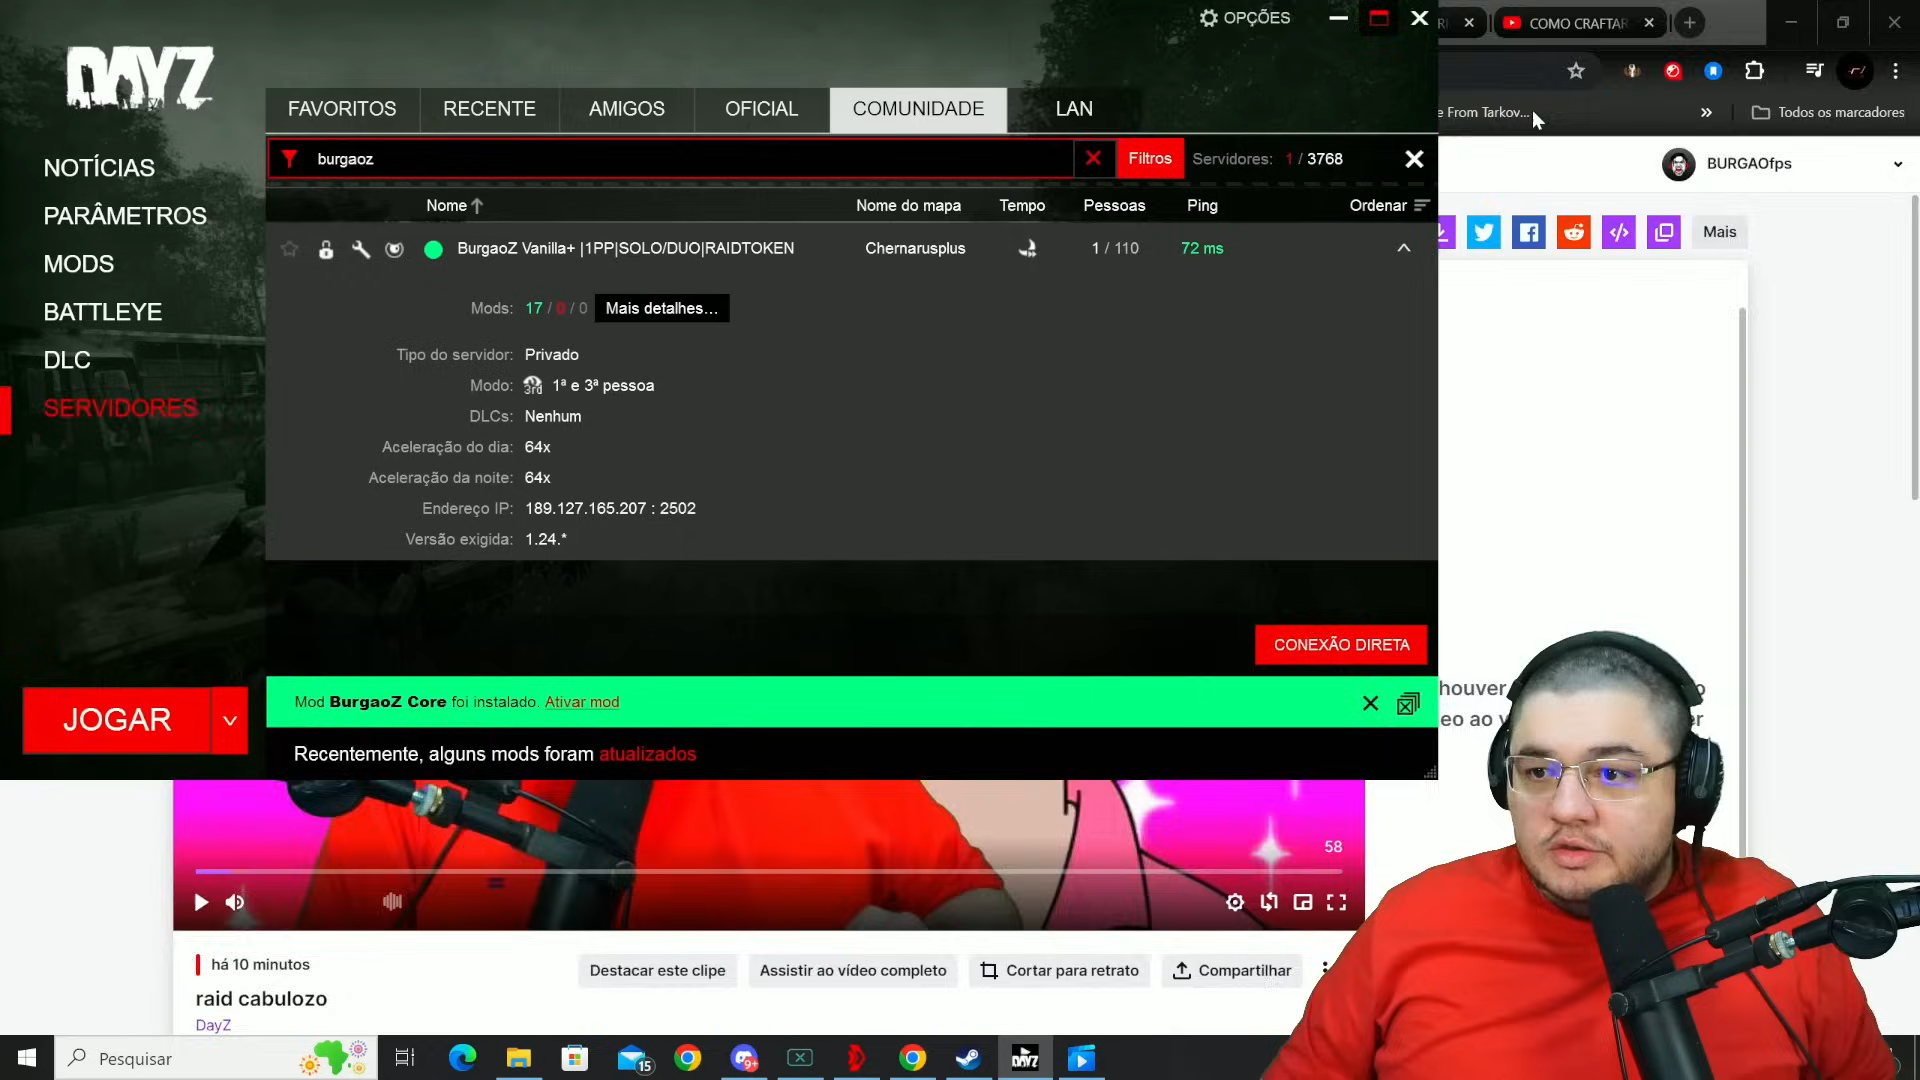 OPÇÕES
COMO CRAFTAR
DAYZ
FAVORITOS
RECENTE
AMIGOS
OFICIAL
COMUNIDADE
LAN
e From Tarkov...
Todos os marcadores
NOTÍCIAS
PARÂMETROS
MODS
BATTLEYE
DLC
SERVIDORES
burgaoz
Filtros
Servidores: 1 / 3768
BURGAOfps
Nome
Nome do mapa
Tempo
Pessoas
Ping
Ordenar
BurgaoZ Vanilla+ |1PP|SOLO/DUO|RAIDTOKEN
Chernarusplus
1 / 110
72 ms
Mais
Mods: 17 / 0 / 0
Mais detalhes...
Tipo do servidor: Privado
Modo: 3rd 1ª e 3ª pessoa
DLCs: Nenhum
Aceleração do dia: 64x
Aceleração da noite: 64x
Endereço IP: 189.127.165.207 : 2502
Versão exigida: 1.24.*
CONEXÃO DIRETA
JOGAR
Mod BurgaoZ Core foi instalado. Ativar mod
Recentemente, alguns mods foram atualizados
houver
eo ao
58
há 10 minutos
raid cabulozo
DayZ
Destacar este clipe
Assistir ao vídeo completo
Cortar para retrato
Compartilhar
Pesquisar
15
9+
DAYZ